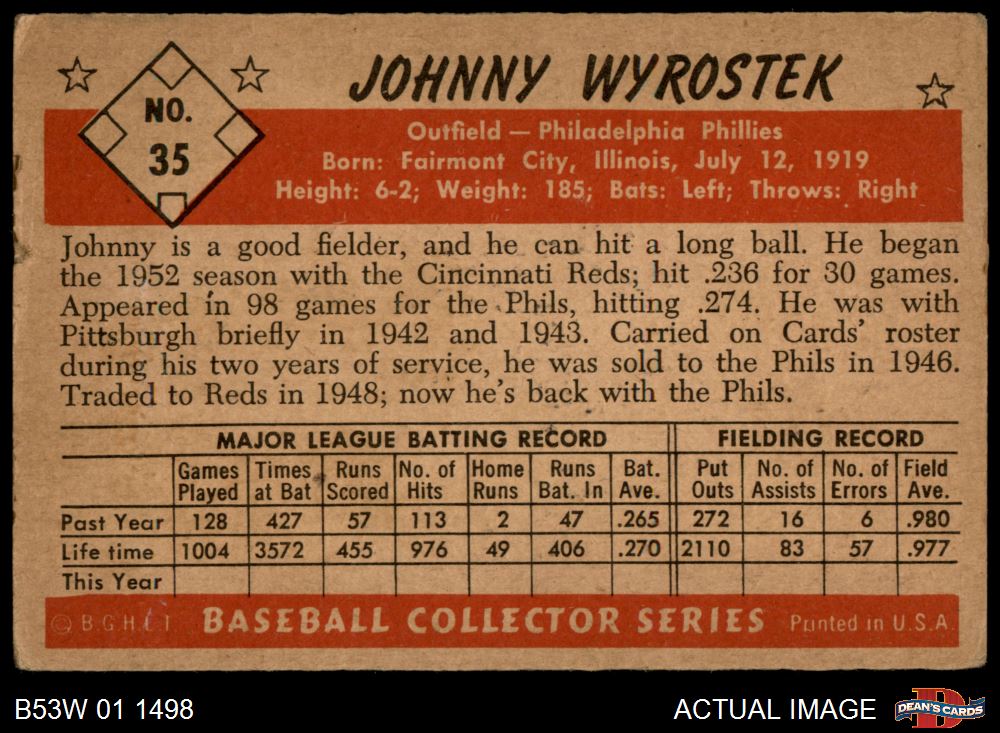 NO.
35
JOHNNY WYROSTEK
Outfield — Philadelphia Phillies
Born: Fairmont City, Illinois, July 12, 1919
Height: 6-2; Weight: 185; Bats: Left; Throws: Right
Johnny is a good fielder, and he can hit a long ball. He began
the 1952 season with the Cincinnati Reds; hit .236 for 30 games.
Appeared in 98 games for the Phils, hitting .274. He was with
Pittsburgh briefly in 1942 and 1943. Carried on Cards' roster
during his two years of service, he was sold to the Phils in 1946.
Traded to Reds in 1948; now he's back with the Phils.
MAJOR LEAGUE BATTING RECORD FIELDING RECORD
Games Times Runs No. of Home Runs Bat. Put No. of No. of Field
Played at Bat Scored Hits Runs Bat. In Ave. Outs Assists Errors Ave.
Past Year 128 427 57 113 2 47 .265 272 16 6 .980
Life time 1004 3572 455 976 49 406 .270 2110 83 57 .977
This Year
© B.G.H.L.I. BASEBALL COLLECTOR SERIES Printed in U.S.A.
B53W 01 1498 ACTUAL IMAGE DEAN'S CARDS